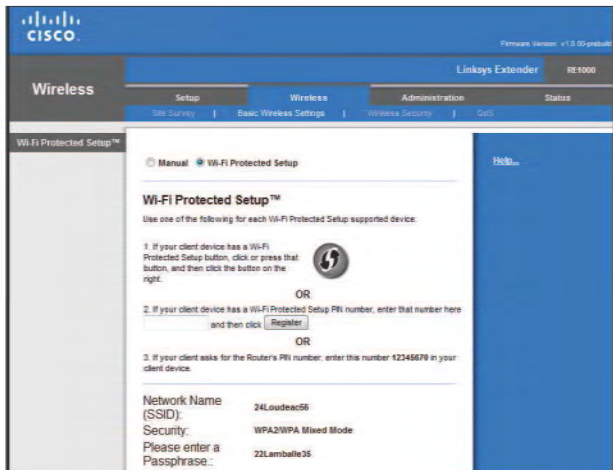 CISCO
Firmware Version: v1.0.00-prebuild
Linksys Extender RE1000
Wireless
Setup Wireless Administration Status
Site Survey | Basic Wireless Settings | Wireless Security | QoS
Wi-Fi Protected Setup™
Manual Wi-Fi Protected Setup
Help...
Wi-Fi Protected Setup™
Use one of the following for each Wi-Fi Protected Setup supported device:
1. If your client device has a Wi-Fi
Protected Setup button, click or press that
button, and then click the button on the
right.
OR
2. If your client device has a Wi-Fi Protected Setup PIN number, enter that number here
and then click Register
OR
3. If your client asks for the Router's PIN number, enter this number 12345670 in your
client device.
Network Name
(SSID): 24Loudeac56
Security: WPA2/WPA Mixed Mode
Please enter a
Passphrase.: 22Lamballe35